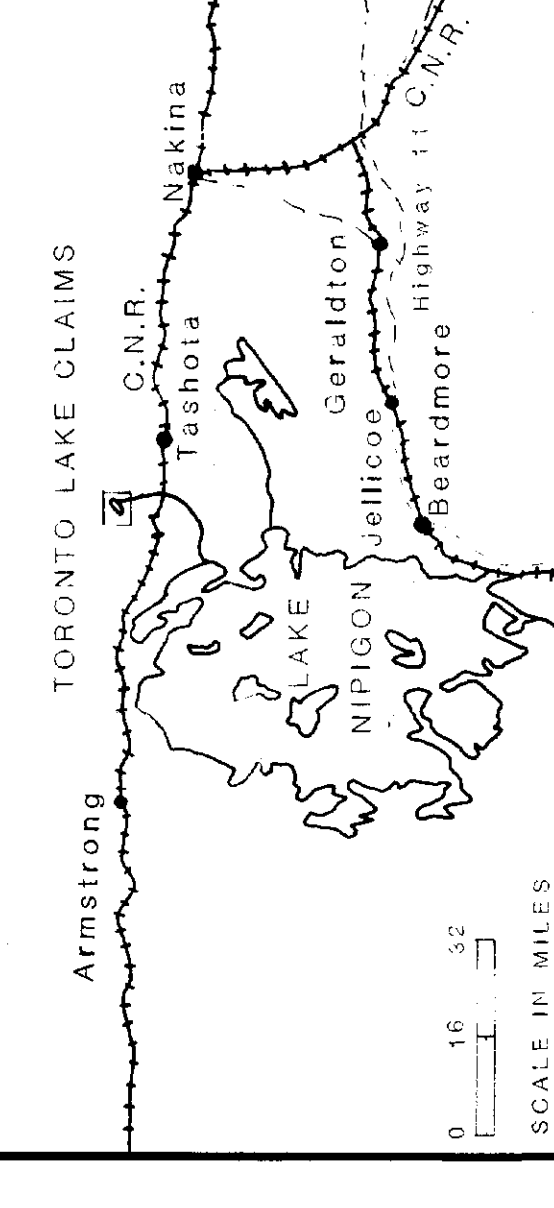 TORONTO LAKE CLAIMS
Armstrong
C.N.R.
Tashota
Nakina
LAKE
NIPIGON
Jellicoe
Geraldton
Beardmore
Highway 11
C.N.R.
0 16 32
SCALE IN MILES